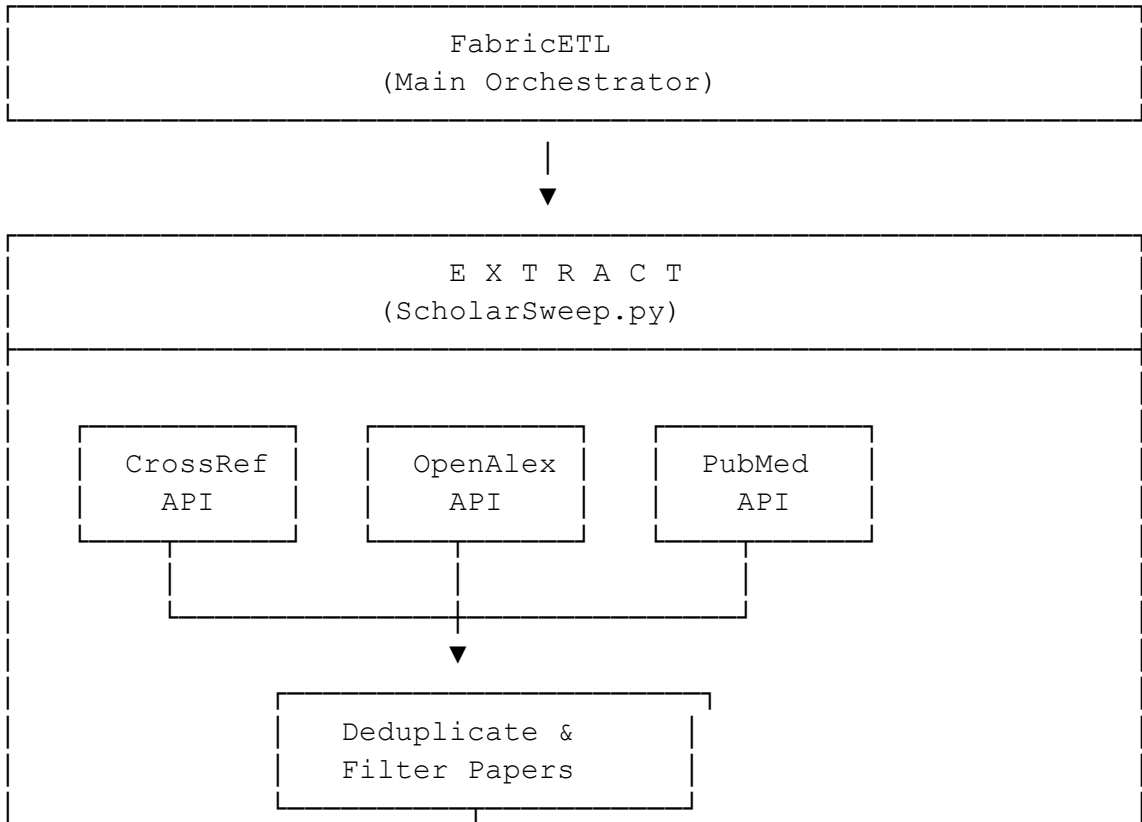 FabricETL
(Main Orchestrator)
E X T R A C T
(ScholarSweep.py)
CrossRef OpenAlex PubMed
API API API
Deduplicate &
Filter Papers